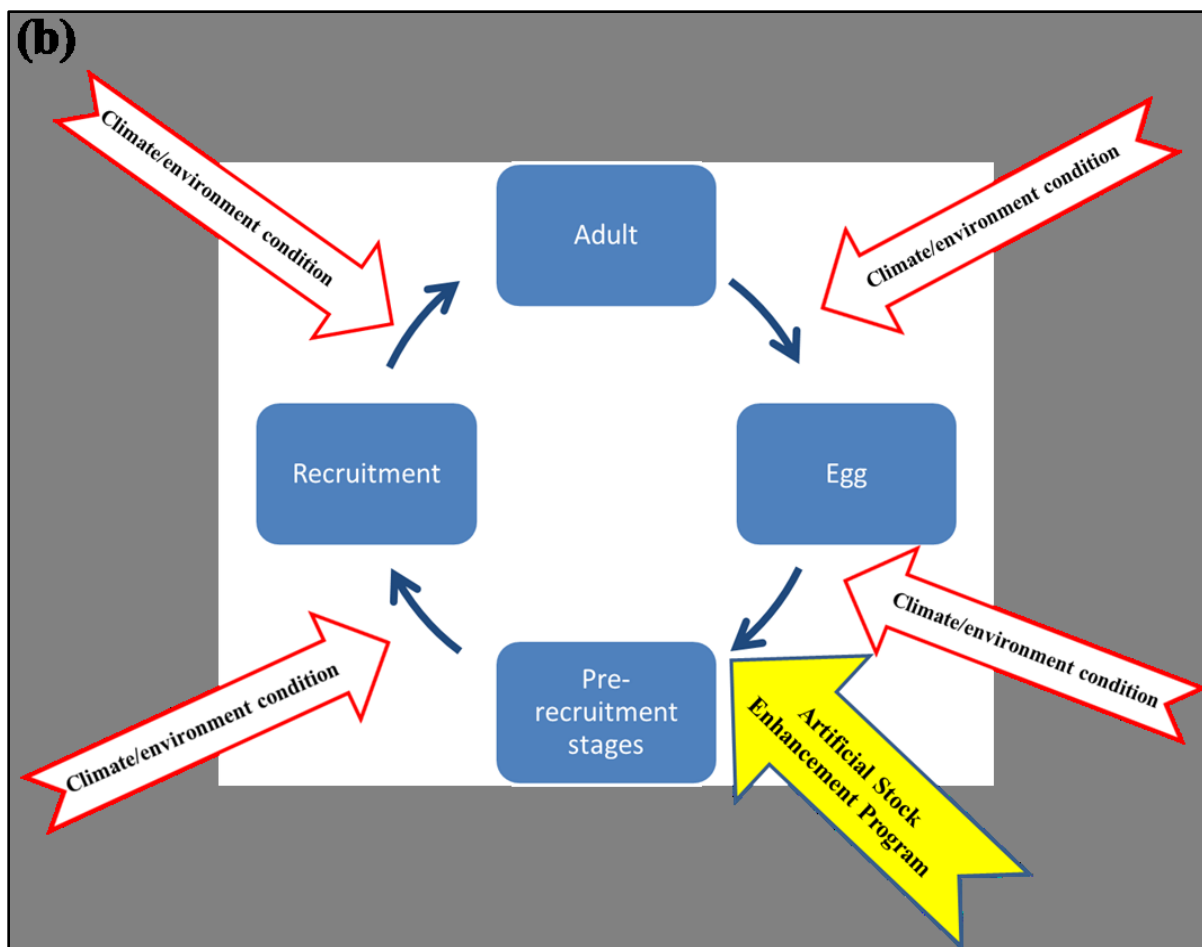 (b)
Climate/environment condition
Climate/environment condition
Adult
Recruitment
Egg
Climate/environment condition
Climate/environment condition
Pre-
recruitment
stages
Artificial Stock
Enhancement Program